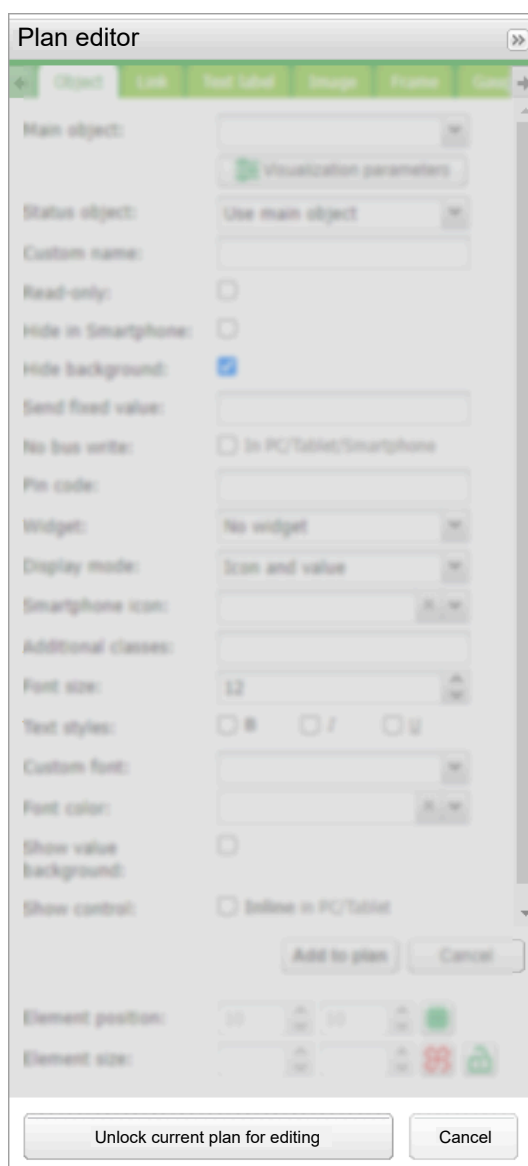 Plan editor
Object Link Text label Image Frame
Main object:
Visualization parameters
Status object: Use main object
Custom name:
Read-only:
Hide in Smartphone:
Hide background:
Send fixed value:
No bus write: In PC/Tablet/Smartphone
Pin code:
Widget: No widget
Display mode: Icon and value
Smartphone icon:
Additional classes:
Font size: 12
Text styles: B I U
Custom font:
Font color:
Show value
background:
Show control: Inline in PC/Tablet
Add to plan Cancel
Element position: 10 10
Element size:
Unlock current plan for editing Cancel